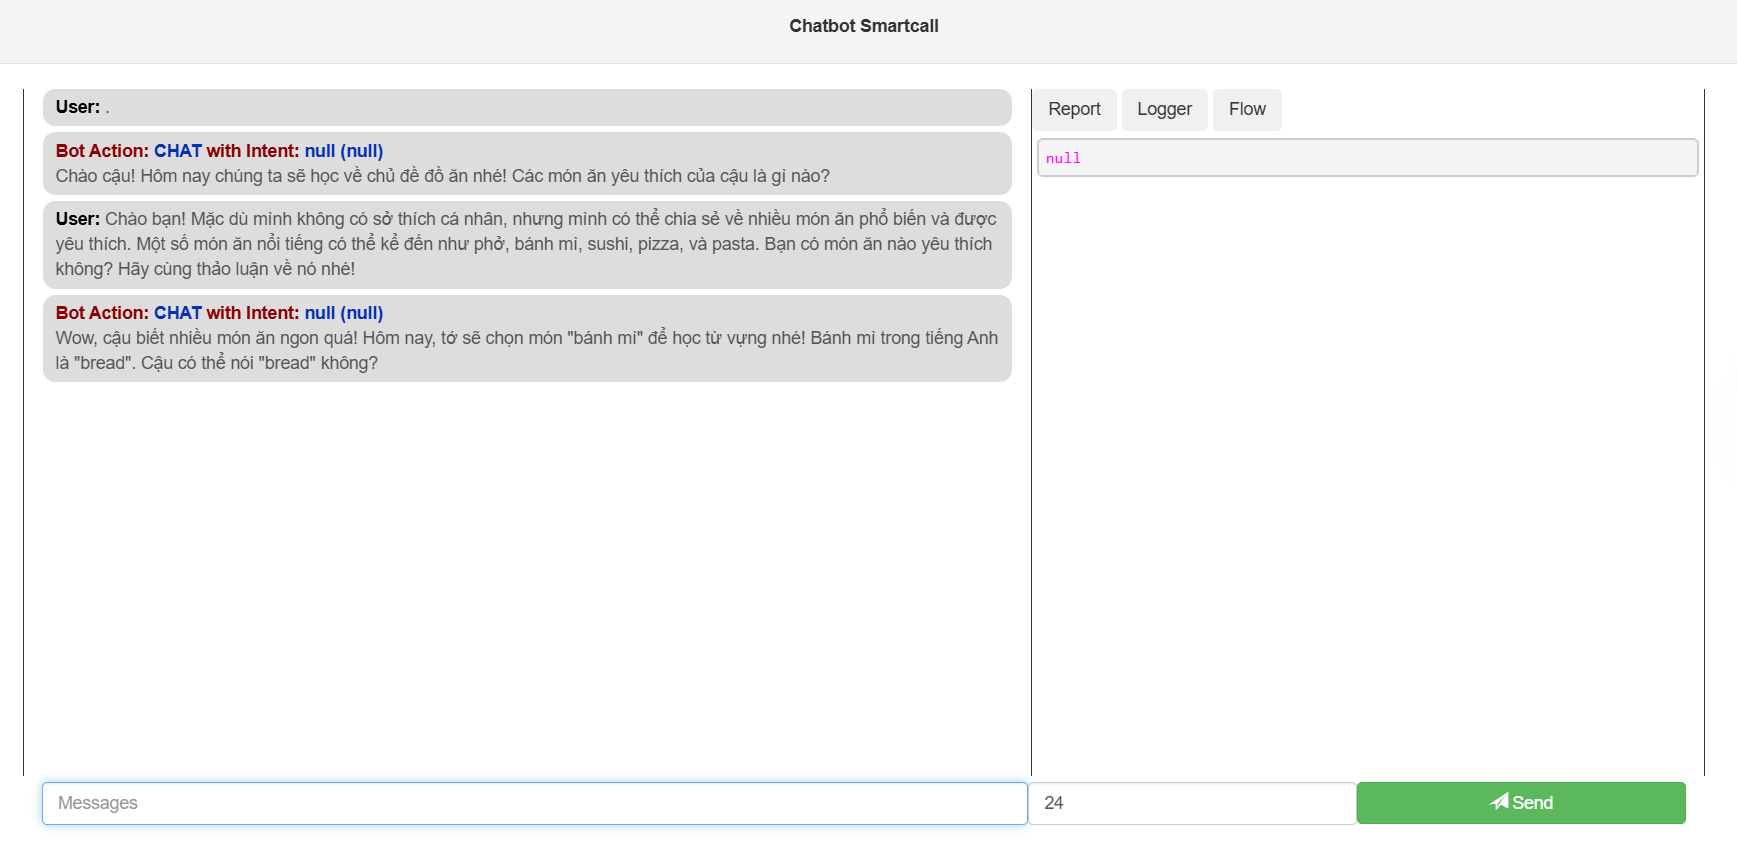 Chatbot Smartcall
User: .
Bot Action: CHAT with Intent: null (null)
Chào cậu! Hôm nay chúng ta sẽ học về chủ đề đồ ăn nhé! Các món ăn yêu thích của cậu là gì nào?
User: Chào bạn! Mặc dù mình không có sở thích cá nhân, nhưng mình có thể chia sẻ về nhiều món ăn phổ biến và được
yêu thích. Một số món ăn nổi tiếng có thể kể đến như phở, bánh mì, sushi, pizza, và pasta. Bạn có món ăn nào yêu thích
không? Hãy cùng thảo luận về nó nhé!
Bot Action: CHAT with Intent: null (null)
Wow, cậu biết nhiều món ăn ngon quá! Hôm nay, tớ sẽ chọn món "bánh mì" để học từ vựng nhé! Bánh mì trong tiếng Anh
là "bread". Cậu có thể nói "bread" không?
Report Logger Flow
null
Messages
24
Send